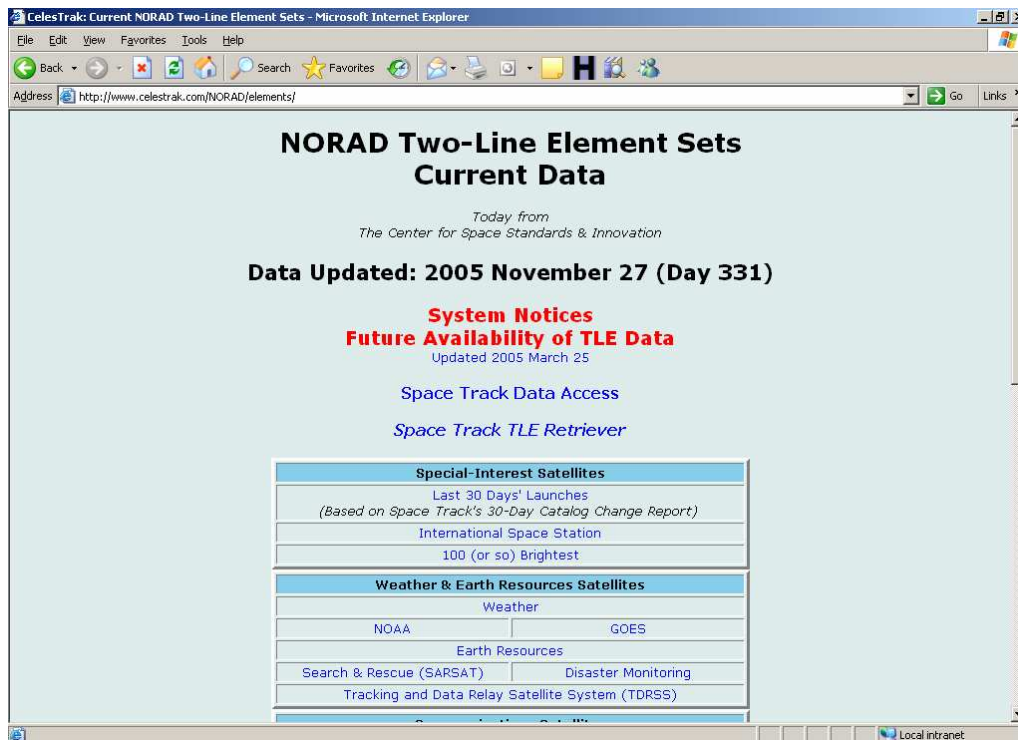 CelesTrak: Current NORAD Two-Line Element Sets - Microsoft Internet Explorer
File Edit View Favorites Tools Help
Back Search Favorites
Address http://www.celestrak.com/NORAD/elements/ Go Links
NORAD Two-Line Element Sets
Current Data
Today from
The Center for Space Standards & Innovation
Data Updated: 2005 November 27 (Day 331)
System Notices
Future Availability of TLE Data
Updated 2005 March 25
Space Track Data Access
Space Track TLE Retriever
Special-Interest Satellites
Last 30 Days' Launches
(Based on Space Track's 30-Day Catalog Change Report)
International Space Station
100 (or so) Brightest
Weather & Earth Resources Satellites
Weather
NOAA GOES
Earth Resources
Search & Rescue (SARSAT) Disaster Monitoring
Tracking and Data Relay Satellite System (TDRSS)
Local intranet